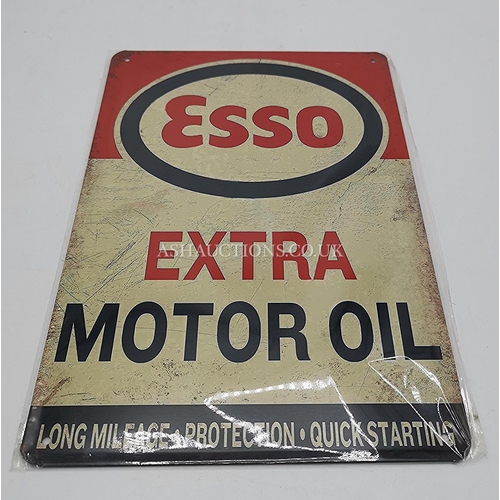 Esso
EXTRA
ASHAUCTIONS.CO.UK
MOTOR OIL
LONG MILEAGE • PROTECTION • QUICK STARTING